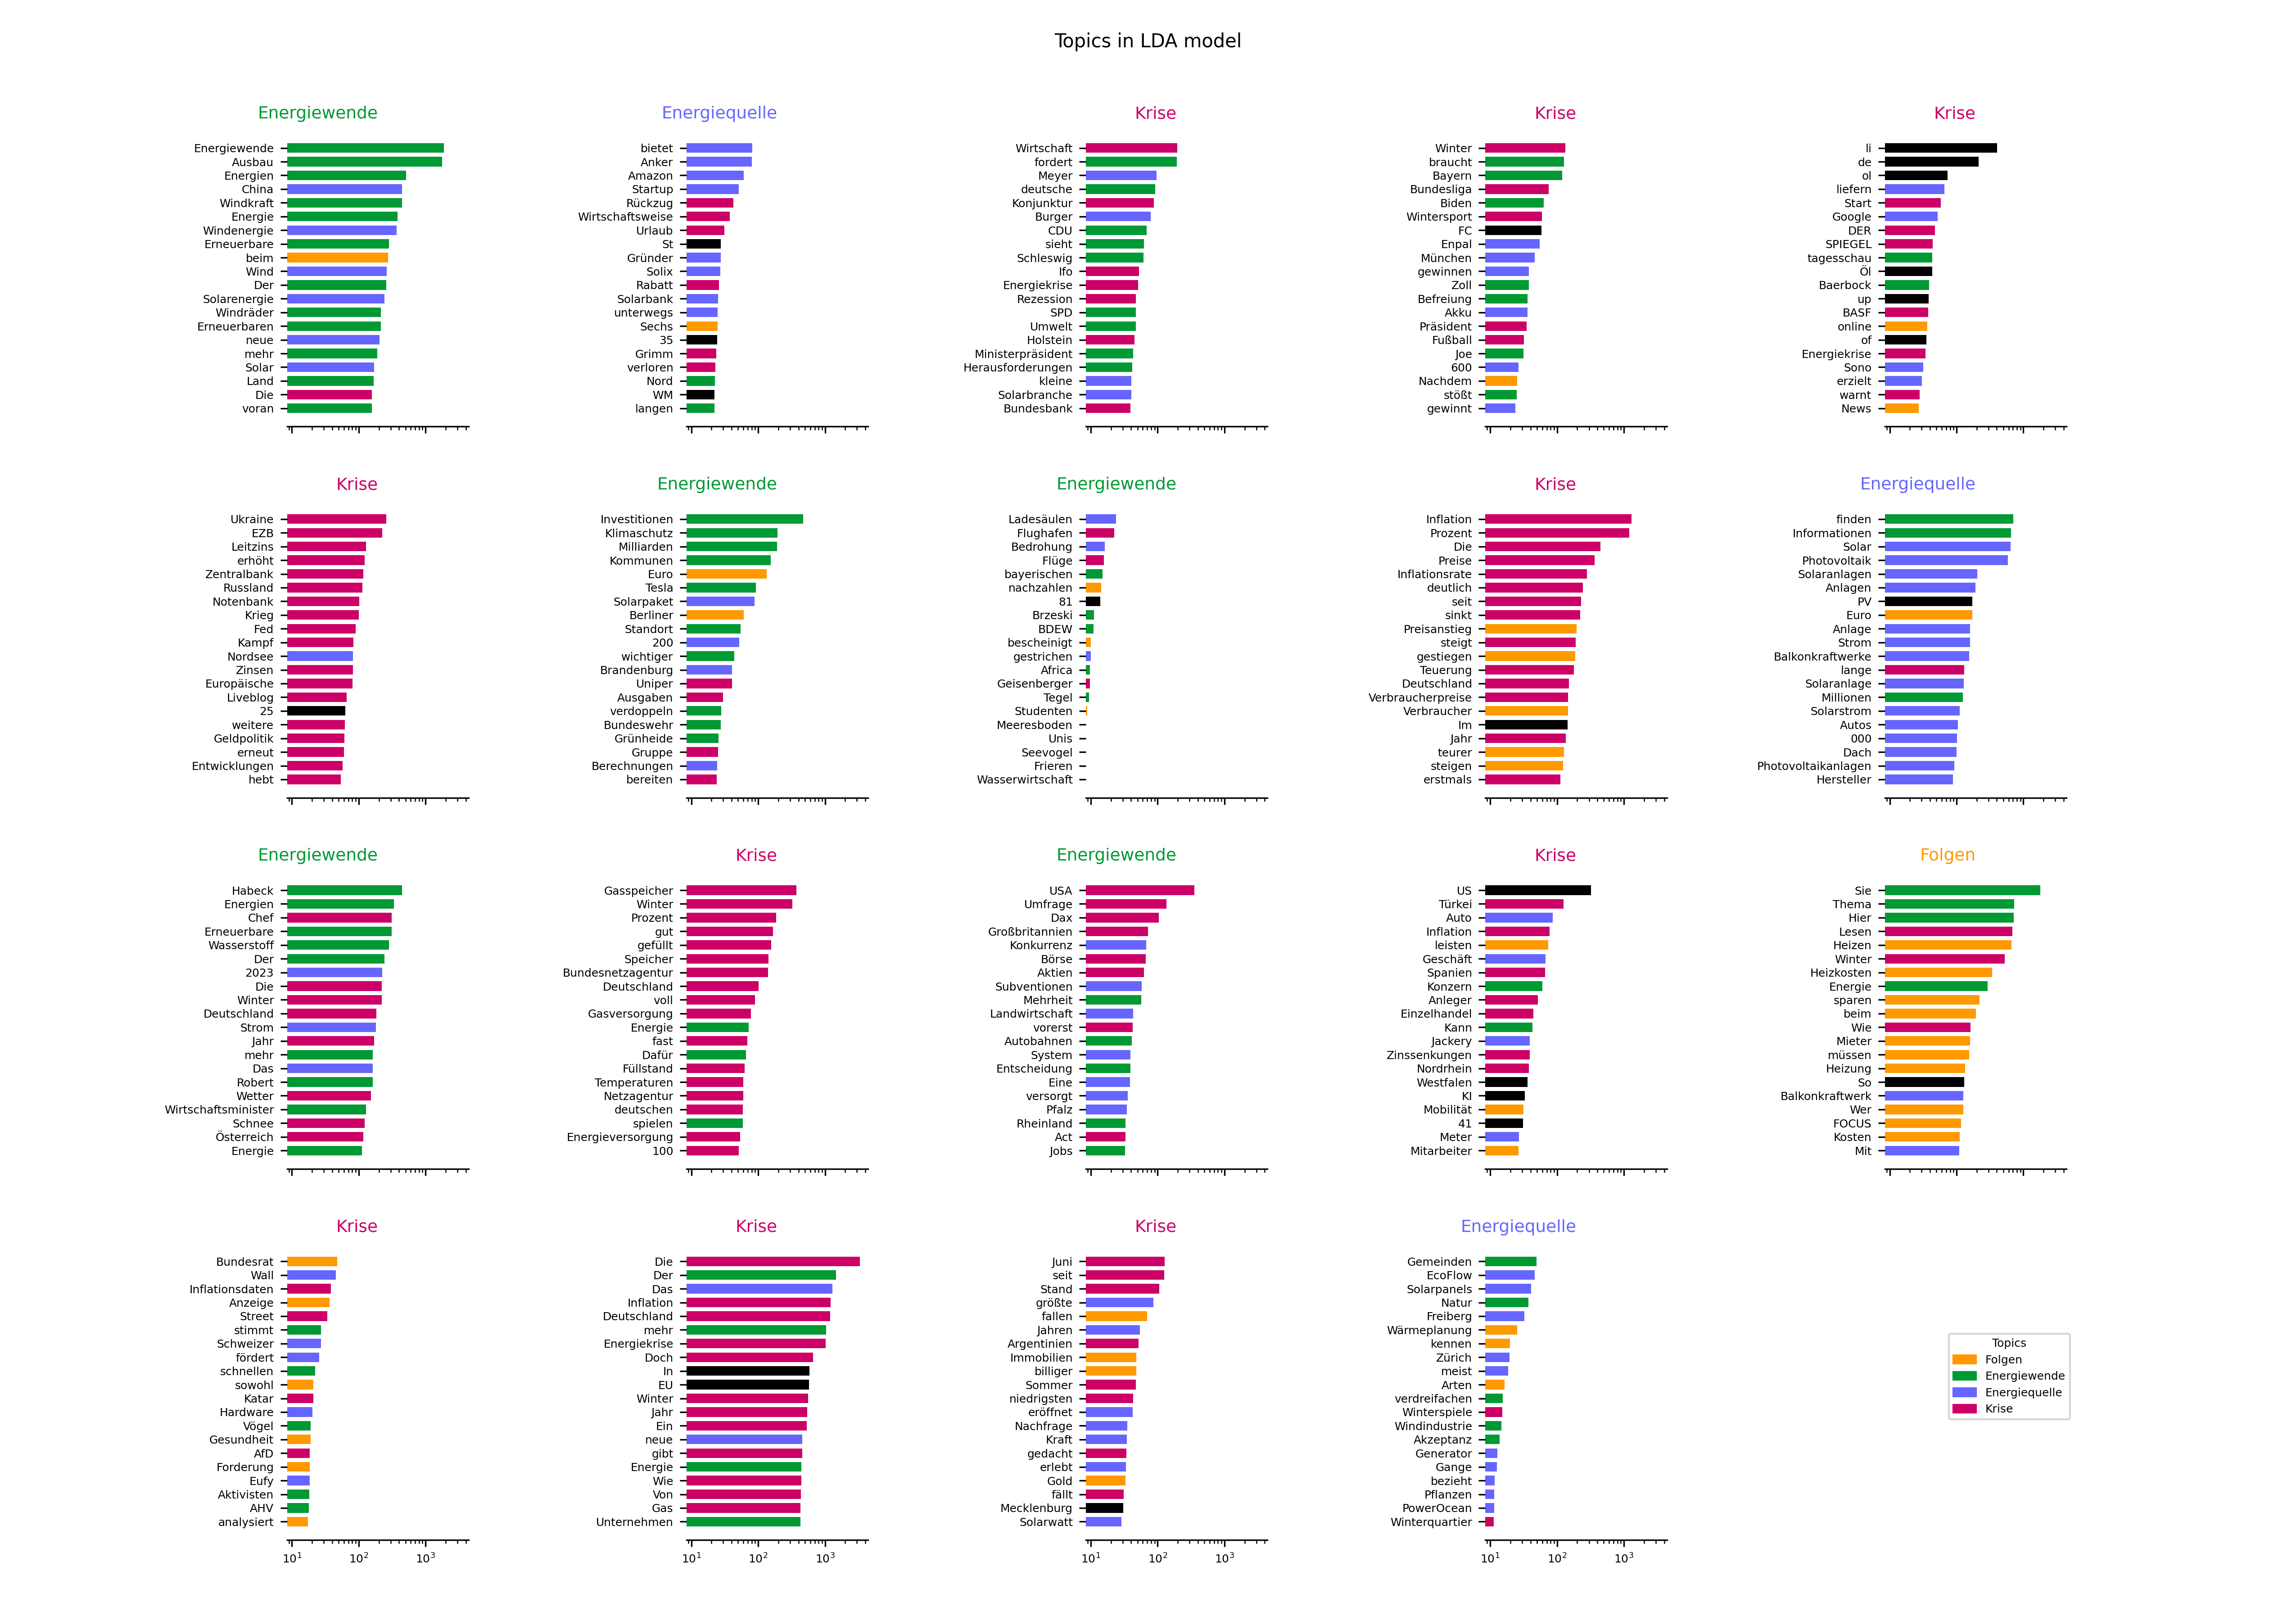 Topics in LDA model
Energiewende
Energiewende
Ausbau
Energien
China
Windkraft
Energie
Windenergie
Erneuerbare
beim
Wind
Der
Solarenergie
Windräder
Erneuerbaren
neue
mehr
Solar
Land
Die
voran
Energiequelle
bietet
Anker
Amazon
Startup
Rückzug
Wirtschaftsweise
Urlaub
St
Gründer
Solix
Rabatt
Solarbank
unterwegs
Sechs
35
Grimm
verloren
Nord
WM
langen
Krise
Wirtschaft
fordert
Meyer
deutsche
Konjunktur
Burger
CDU
sieht
Schleswig
Ifo
Energiekrise
Rezession
SPD
Umwelt
Holstein
Ministerpräsident
Herausforderungen
kleine
Solarbranche
Bundesbank
Krise
Winter
braucht
Bayern
Bundesliga
Biden
Wintersport
FC
Enpal
München
gewinnen
Zoll
Befreiung
Akku
Präsident
Fußball
Joe
600
Nachdem
stößt
gewinnt
Krise
li
de
ol
liefern
Start
Google
DER
SPIEGEL
tagesschau
Öl
Baerbock
up
BASF
online
of
Energiekrise
Sono
erzielt
warnt
News
Krise
Ukraine
EZB
Leitzins
erhöht
Zentralbank
Russland
Notenbank
Krieg
Fed
Kampf
Nordsee
Zinsen
Europäische
Liveblog
25
weitere
Geldpolitik
erneut
Entwicklungen
hebt
Energiewende
Investitionen
Klimaschutz
Milliarden
Kommunen
Euro
Tesla
Solarpaket
Berliner
Standort
200
wichtiger
Brandenburg
Uniper
Ausgaben
verdoppeln
Bundeswehr
Grünheide
Gruppe
Berechnungen
bereiten
Energiewende
Ladesäulen
Flughafen
Bedrohung
Flüge
bayerischen
nachzahlen
81
Brzeski
BDEW
bescheinigt
gestrichen
Africa
Geisenberger
Tegel
Studenten
Meeresboden
Unis
Seevogel
Frieren
Wasserwirtschaft
Krise
Inflation
Prozent
Die
Preise
Inflationsrate
deutlich
seit
sinkt
Preisanstieg
steigt
gestiegen
Teuerung
Deutschland
Verbraucherpreise
Verbraucher
Im
Jahr
teurer
steigen
erstmals
Energiequelle
finden
Informationen
Solar
Photovoltaik
Solaranlagen
Anlagen
PV
Euro
Anlage
Strom
Balkonkraftwerke
lange
Solaranlage
Millionen
Solarstrom
Autos
000
Dach
Photovoltaikanlagen
Hersteller
Energiewende
Habeck
Energien
Chef
Erneuerbare
Wasserstoff
Der
2023
Die
Winter
Deutschland
Strom
Jahr
mehr
Das
Robert
Wetter
Wirtschaftsminister
Schnee
Österreich
Energie
Krise
Gasspeicher
Winter
Prozent
gut
gefüllt
Speicher
Bundesnetzagentur
Deutschland
voll
Gasversorgung
Energie
fast
Dafür
Füllstand
Temperaturen
Netzagentur
deutschen
spielen
Energieversorgung
100
Energiewende
USA
Umfrage
Dax
Großbritannien
Konkurrenz
Börse
Aktien
Subventionen
Mehrheit
Landwirtschaft
vorerst
Autobahnen
System
Entscheidung
Eine
versorgt
Pfalz
Rheinland
Act
Jobs
Krise
US
Türkei
Auto
Inflation
leisten
Geschäft
Spanien
Konzern
Anleger
Einzelhandel
Kann
Jackery
Zinssenkungen
Nordrhein
Westfalen
KI
Mobilität
41
Meter
Mitarbeiter
Folgen
Sie
Thema
Hier
Lesen
Heizen
Winter
Heizkosten
Energie
sparen
beim
Wie
Mieter
müssen
Heizung
So
Balkonkraftwerk
Wer
FOCUS
Kosten
Mit
Krise
Bundesrat
Wall
Inflationsdaten
Anzeige
Street
stimmt
Schweizer
fördert
schnellen
sowohl
Katar
Hardware
Vögel
Gesundheit
AfD
Forderung
Eufy
Aktivisten
AHV
analysiert
10¹ 10² 10³
Krise
Die
Der
Das
Inflation
Deutschland
mehr
Energiekrise
Doch
In
EU
Winter
Jahr
Ein
neue
gibt
Energie
Wie
Von
Gas
Unternehmen
10¹ 10² 10³
Krise
Juni
seit
Stand
größte
fallen
Jahren
Argentinien
Immobilien
billiger
Sommer
niedrigsten
eröffnet
Nachfrage
Kraft
gedacht
erlebt
Gold
fällt
Mecklenburg
Solarwatt
10¹ 10² 10³
Energiequelle
Gemeinden
EcoFlow
Solarpanels
Natur
Freiberg
Wärmeplanung
kennen
Zürich
meist
Arten
verdreifachen
Winterspiele
Windindustrie
Akzeptanz
Generator
Gange
bezieht
Pflanzen
PowerOcean
Winterquartier
10¹ 10² 10³
Topics
Folgen
Energiewende
Energiequelle
Krise